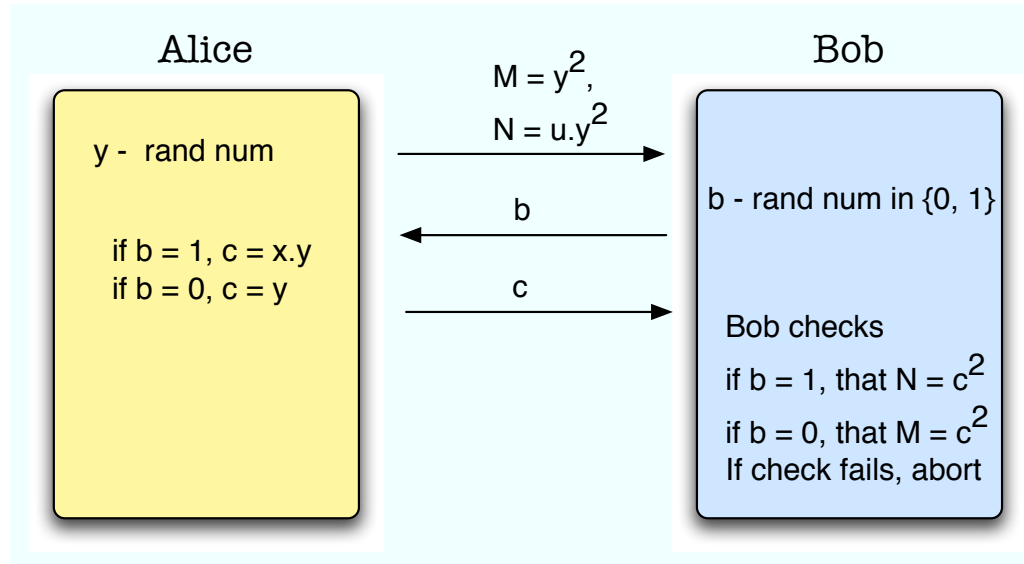 Alice
Bob
M = y²,
N = u.y²
y - rand num
b - rand num in {0, 1}
b
if b = 1, c = x.y
if b = 0, c = y
c
Bob checks
if b = 1, that N = c²
if b = 0, that M = c²
If check fails, abort